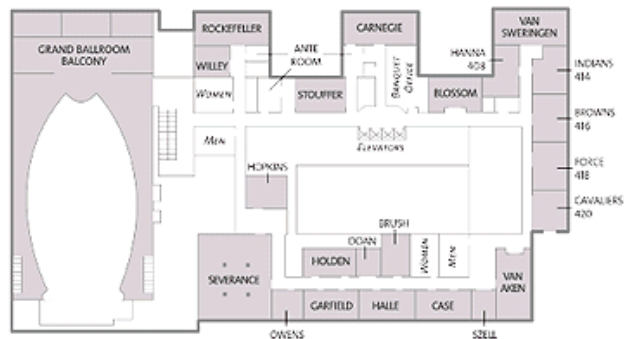 ROCKEFELLER
CARNEGIE
VAN
SWERINGEN
GRAND BALLROOM
BALCONY
ANTE
ROOM
HANNA
408
WILLEY
INDIANS
414
WOMEN
STOUFFER
BANQUET
OFFICE
BLOSSOM
BROWNS
416
MEN
ELEVATORS
HOPKINS
FORCE
418
CAVALIERS
420
BRUSH
DOAN
HOLDEN
WOMEN
MEN
SEVERANCE
VAN
AKEN
GARFIELD
HALLE
CASE
OWENS
SZELL